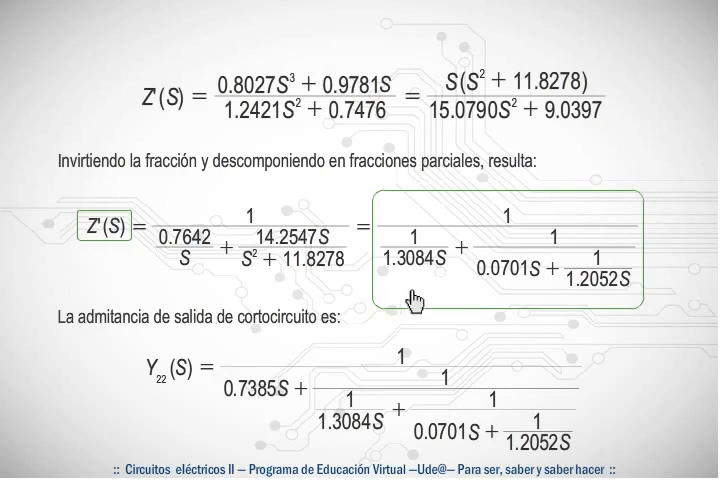 Z'(S) = (0.8027S³ + 0.9781S)/(1.2421S² + 0.7476) = S(S² + 11.8278)/(15.0790S² + 9.0397)
Invirtiendo la fracción y descomponiendo en fracciones parciales, resulta:
Z'(S) = 1/(0.7642/S + 14.2547S/(S² + 11.8278)) = 1/(1/1.3084S + 1/(0.0701S + 1/1.2052S))
La admitancia de salida de cortocircuito es:
Y₂₂(S) = 1/(0.7385S + 1/(1/1.3084S + 1/(0.0701S + 1/1.2052S)))
:: Circuitos eléctricos II – Programa de Educación Virtual –Ude@– Para ser, saber y saber hacer ::